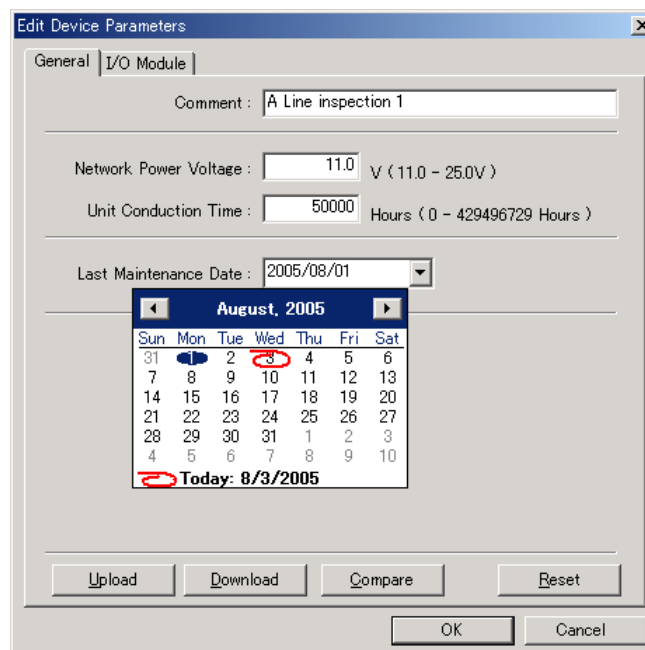 Edit Device Parameters
General I/O Module
Comment : A Line inspection 1
Network Power Voltage : 11.0 V ( 11.0 - 25.0V )
Unit Conduction Time : 50000 Hours ( 0 - 429496729 Hours )
Last Maintenance Date : 2005/08/01
August, 2005
Sun Mon Tue Wed Thu Fri Sat
31 1 2 3 4 5 6
7 8 9 10 11 12 13
14 15 16 17 18 19 20
21 22 23 24 25 26 27
28 29 30 31 1 2 3
4 5 6 7 8 9 10
Today: 8/3/2005
Upload Download Compare Reset
OK Cancel